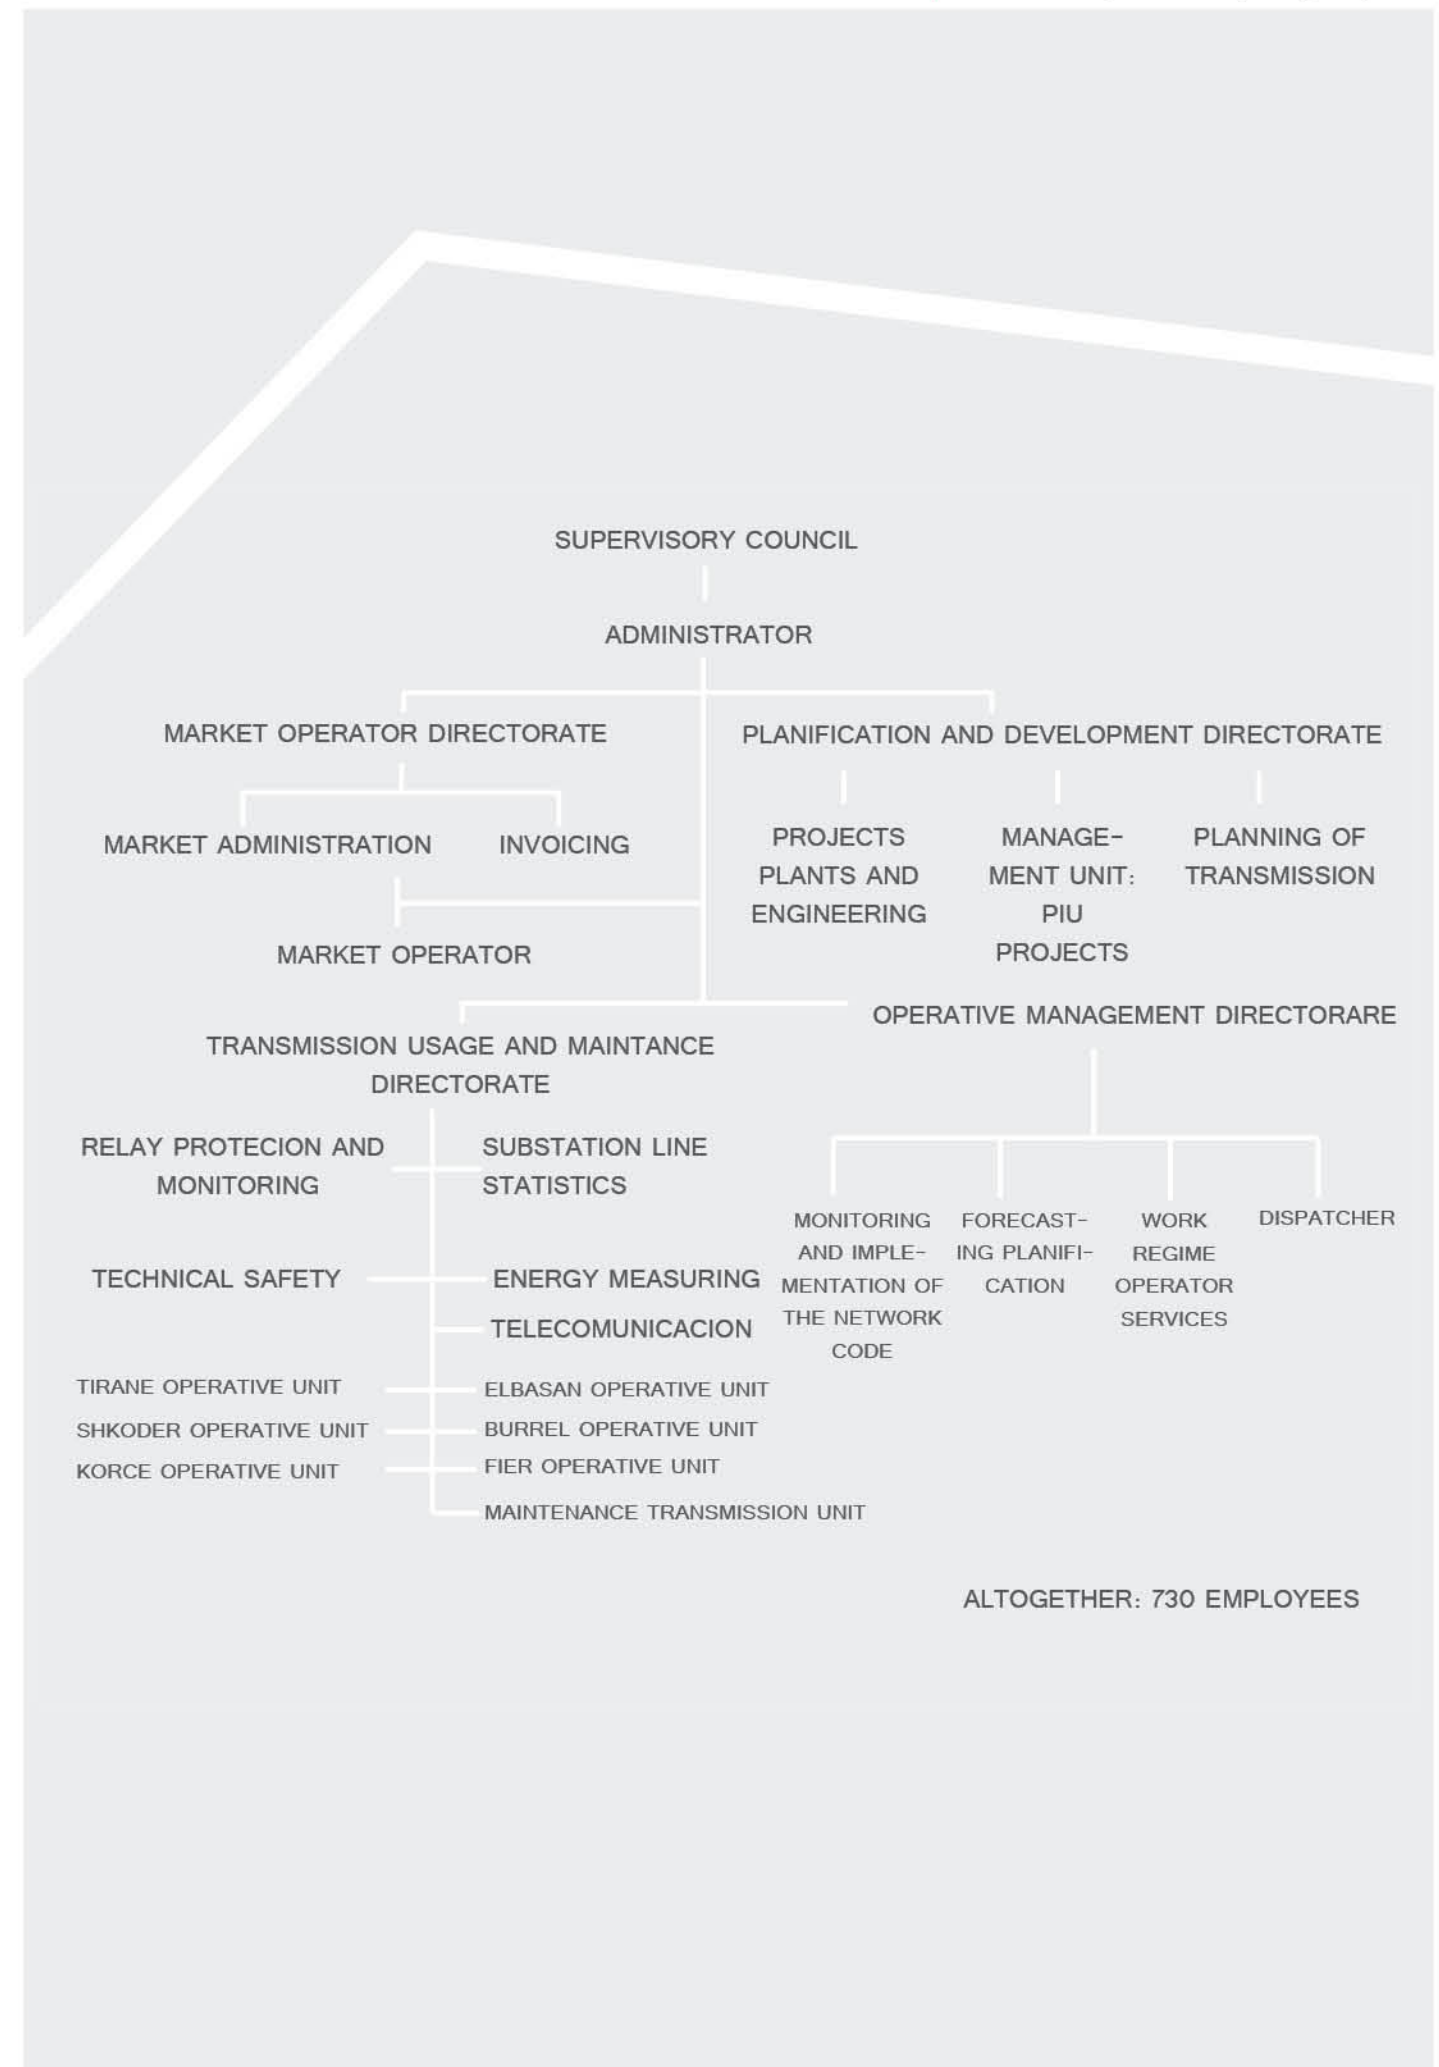 SUPERVISORY COUNCIL
ADMINISTRATOR
MARKET OPERATOR DIRECTORATE
PLANIFICATION AND DEVELOPMENT DIRECTORATE
MARKET ADMINISTRATION
INVOICING
PROJECTS
PLANTS AND
ENGINEERING
MANAGE-
MENT UNIT:
PIU
PROJECTS
PLANNING OF
TRANSMISSION
MARKET OPERATOR
TRANSMISSION USAGE AND MAINTANCE
DIRECTORATE
OPERATIVE MANAGEMENT DIRECTORARE
RELAY PROTECION AND
MONITORING
SUBSTATION LINE
STATISTICS
TECHNICAL SAFETY
ENERGY MEASURING
TELECOMUNICACION
TIRANE OPERATIVE UNIT
ELBASAN OPERATIVE UNIT
SHKODER OPERATIVE UNIT
BURREL OPERATIVE UNIT
KORCE OPERATIVE UNIT
FIER OPERATIVE UNIT
MAINTENANCE TRANSMISSION UNIT
MONITORING
AND IMPLE-
MENTATION OF
THE NETWORK
CODE
FORECAST-
ING PLANIFI-
CATION
WORK
REGIME
OPERATOR
SERVICES
DISPATCHER
ALTOGETHER: 730 EMPLOYEES